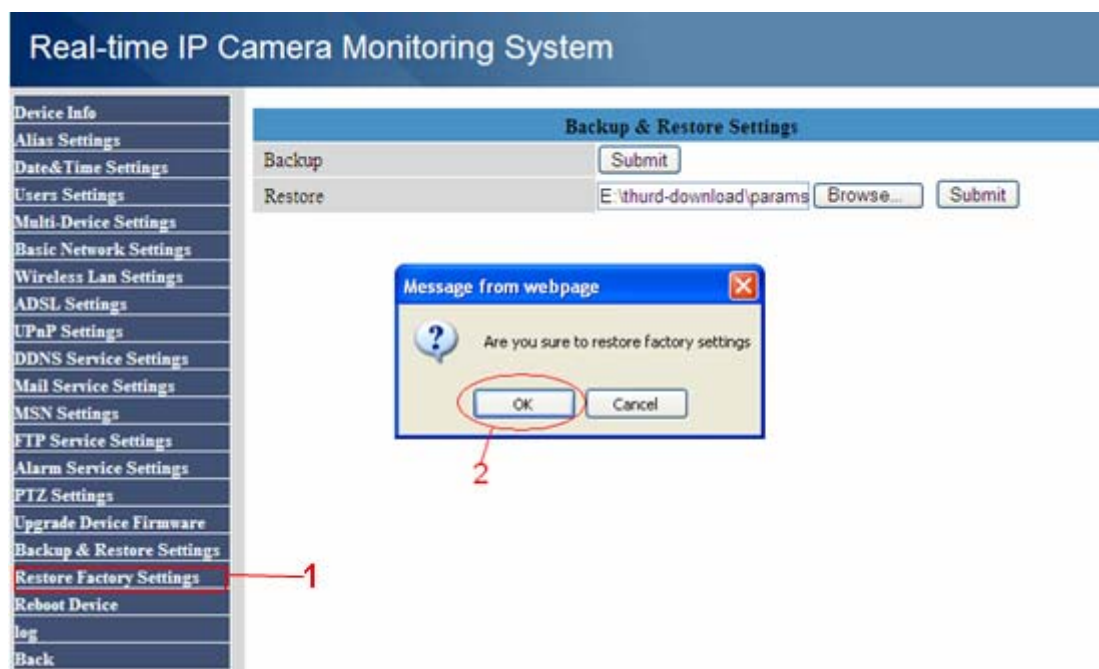 Real-time IP Camera Monitoring System
Device Info
Alias Settings
Date&Time Settings
Users Settings
Multi-Device Settings
Basic Network Settings
Wireless Lan Settings
ADSL Settings
UPnP Settings
DDNS Service Settings
Mail Service Settings
MSN Settings
FTP Service Settings
Alarm Service Settings
PTZ Settings
Upgrade Device Firmware
Backup & Restore Settings
Restore Factory Settings
Reboot Device
log
Back
1
Backup & Restore Settings
Backup Submit
Restore E:\thurd-download\params Browse... Submit
Message from webpage
Are you sure to restore factory settings
OK Cancel
2